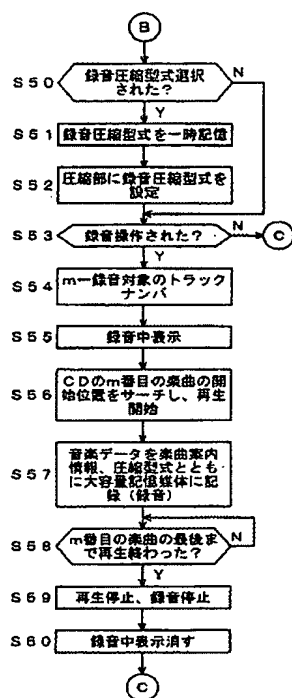 B
S50
録音圧縮型式選択
された？
N
Y
S51
録音圧縮型式を一時記憶
S52
圧縮部に録音圧縮型式を
設定
S53
録音操作された？
N
C
Y
S54
m←録音対象のトラック
ナンバ
S55
録音中表示
S56
CDのm番目の楽曲の開
始位置をサーチし、再生
開始
S57
音楽データを楽曲案内
情報、圧縮型式ととも
に大容量記憶媒体に記
録（録音）
S58
m番目の楽曲の最後ま
で再生終わった？
N
Y
S59
再生停止、録音停止
S60
録音中表示消す
C